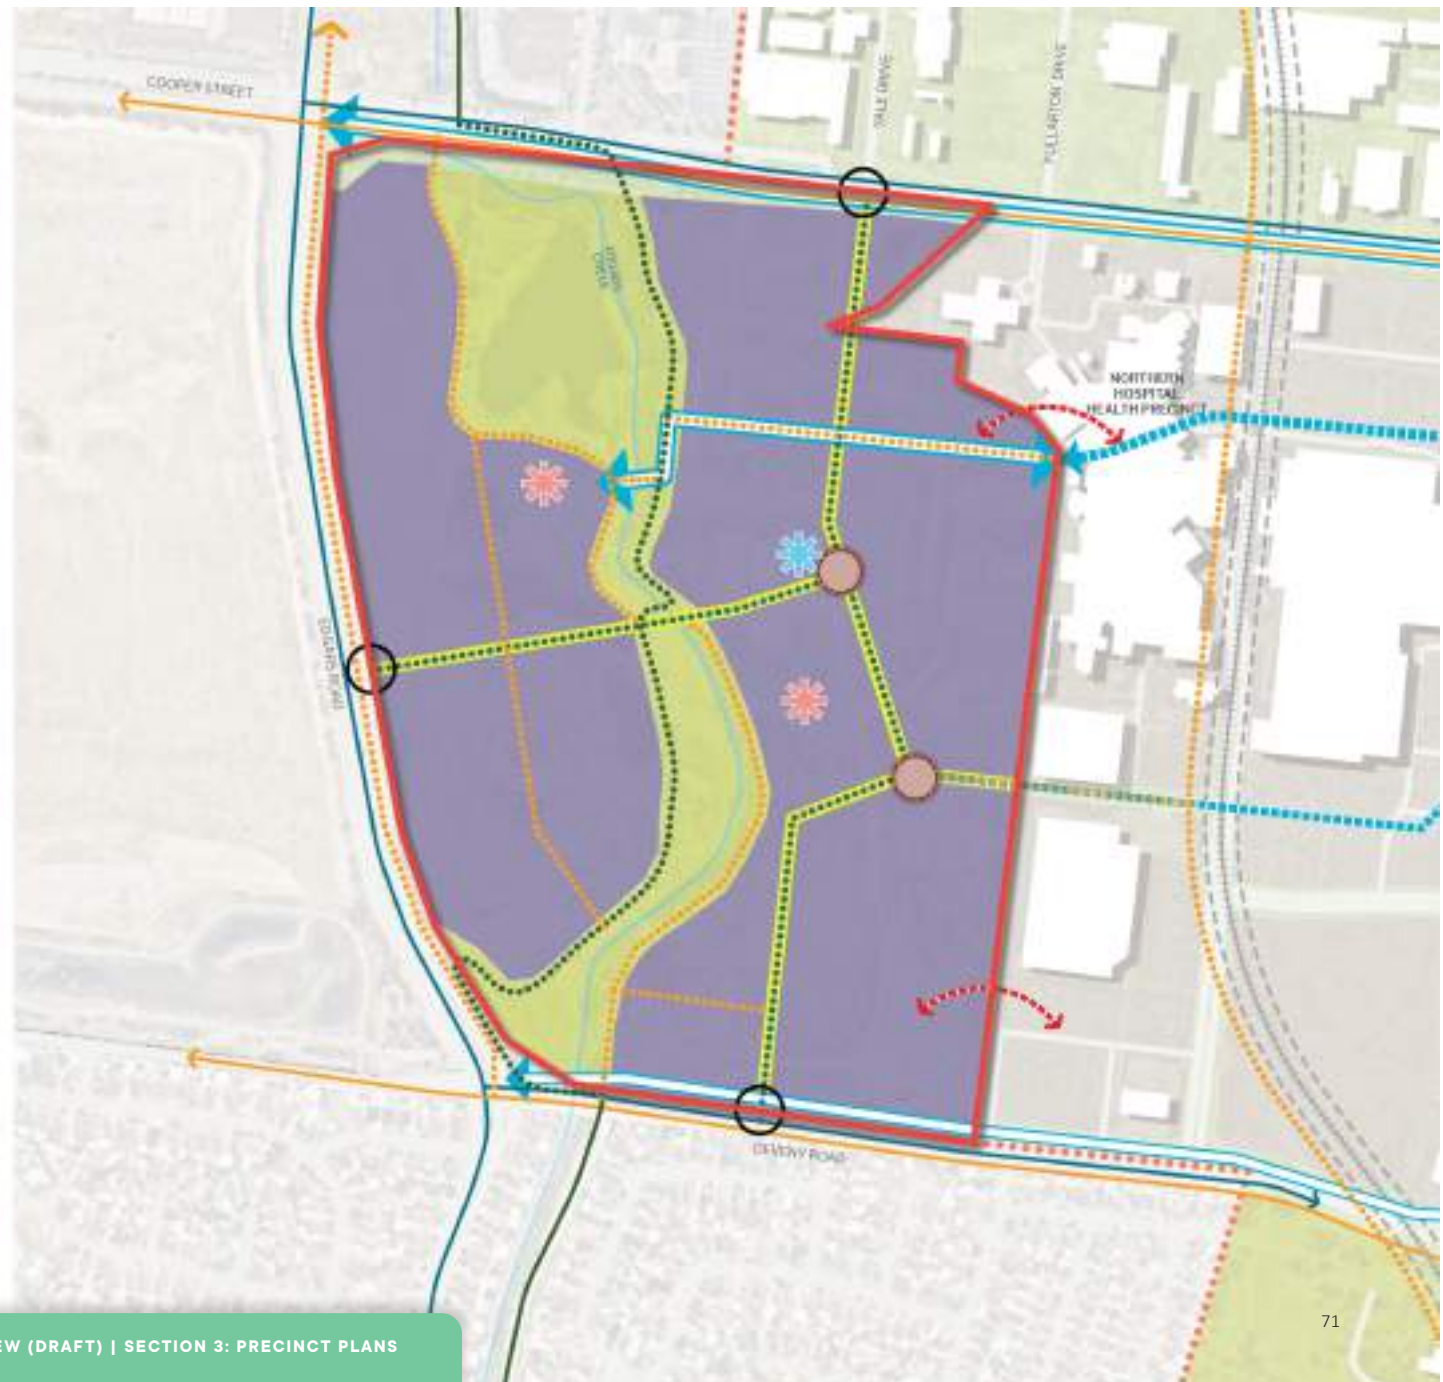 COOPER STREET
YALE DRIVE
FULLARTON DRIVE
NORTHERN
HOSPITAL
HEALTH PRECINCT
EDGARS ROAD
DEVENY ROAD
71
EW (DRAFT) | SECTION 3: PRECINCT PLANS